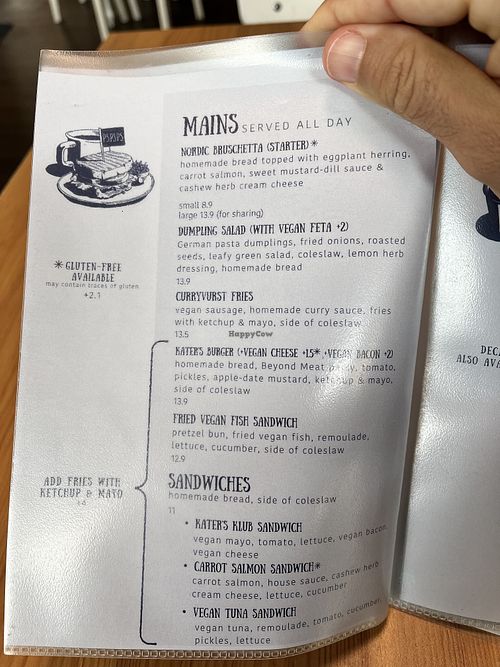 PSPSPS
MAINS SERVED ALL DAY
NORDIC BRUSCHETTA (STARTER)*
homemade bread topped with eggplant herring,
carrot salmon, sweet mustard-dill sauce &
cashew herb cream cheese
small 8.9
large 13.9 (for sharing)
DUMPLING SALAD (WITH VEGAN FETA +2)
German pasta dumplings, fried onions, roasted
seeds, leafy green salad, coleslaw, lemon herb
dressing, homemade bread
13.9
CURRYVURST FRIES
vegan sausage, homemade curry sauce, fries
with ketchup & mayo, side of coleslaw
13.5
HappyCow
KATER'S BURGER (+VEGAN CHEESE +1.5*, +VEGAN BACON +2)
homemade bread, Beyond Meat patty, tomato,
pickles, apple-date mustard, ketchup & mayo,
side of coleslaw
13.9
FRIED VEGAN FISH SANDWICH
pretzel bun, fried vegan fish, remoulade,
lettuce, cucumber, side of coleslaw
12.9
SANDWICHES
homemade bread, side of coleslaw
11
• KATER'S KLUB SANDWICH
vegan mayo, tomato, lettuce, vegan bacon,
vegan cheese
• CARROT SALMON SANDWICH*
carrot salmon, house sauce, cashew herb
cream cheese, lettuce, cucumber
• VEGAN TUNA SANDWICH
vegan tuna, remoulade, tomato, cucumber,
pickles, lettuce
* GLUTEN-FREE
AVAILABLE
may contain traces of gluten
+2.1
ADD FRIES WITH
KETCHUP & MAYO
DECA
ALSO AVA